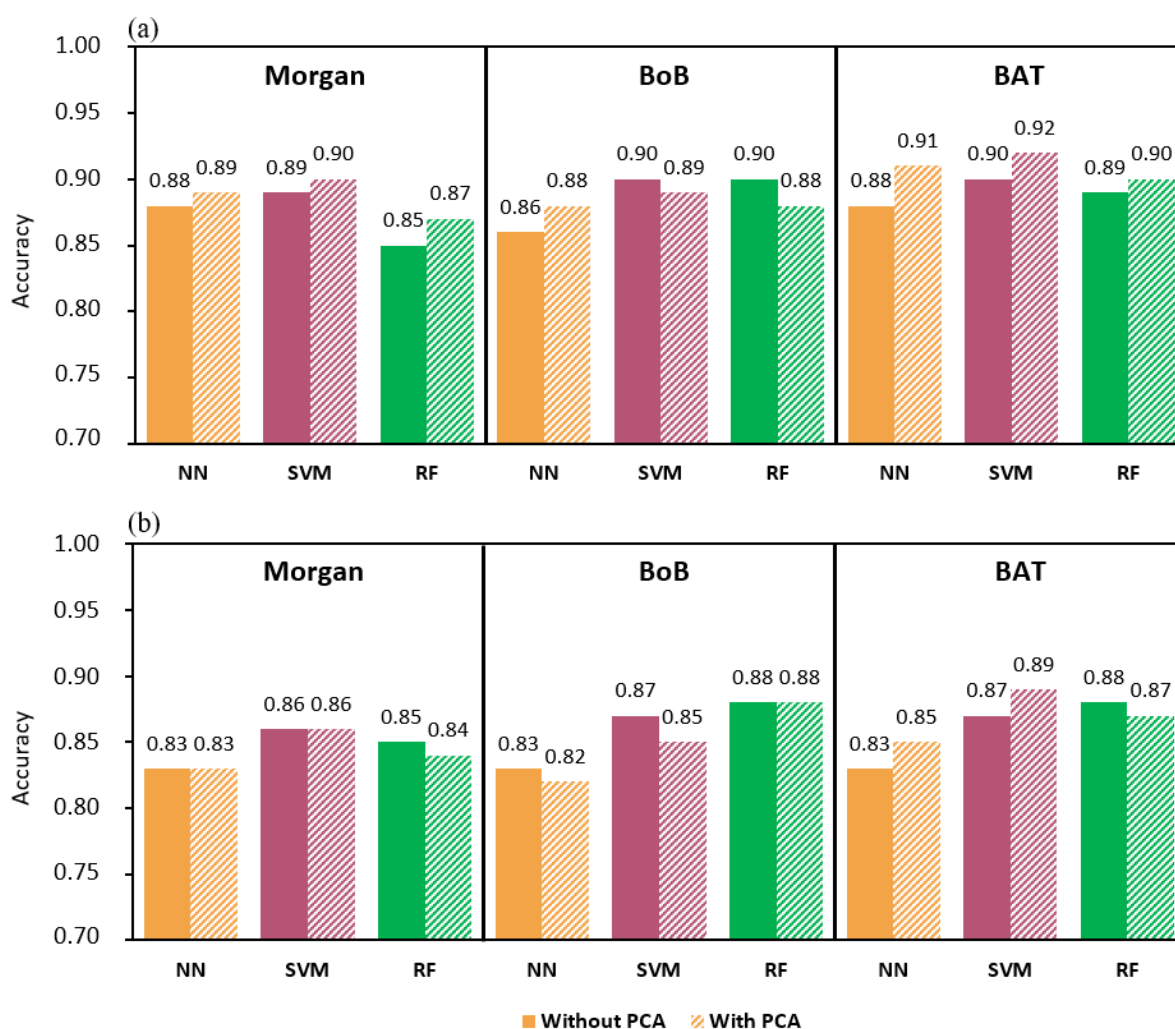 (a)
1.00
Morgan BoB BAT
0.95
0.88 0.89 0.89 0.90 0.85 0.87 0.86 0.88 0.90 0.89 0.90 0.88 0.88 0.91 0.90 0.92 0.89 0.90
0.90
0.85
0.80
0.75
0.70
Accuracy
NN SVM RF NN SVM RF NN SVM RF
(b)
1.00
Morgan BoB BAT
0.95
0.90
0.83 0.83 0.86 0.86 0.85 0.84 0.83 0.82 0.87 0.85 0.88 0.88 0.83 0.85 0.87 0.89 0.88 0.87
0.85
0.80
0.75
0.70
Accuracy
NN SVM RF NN SVM RF NN SVM RF
Without PCA With PCA